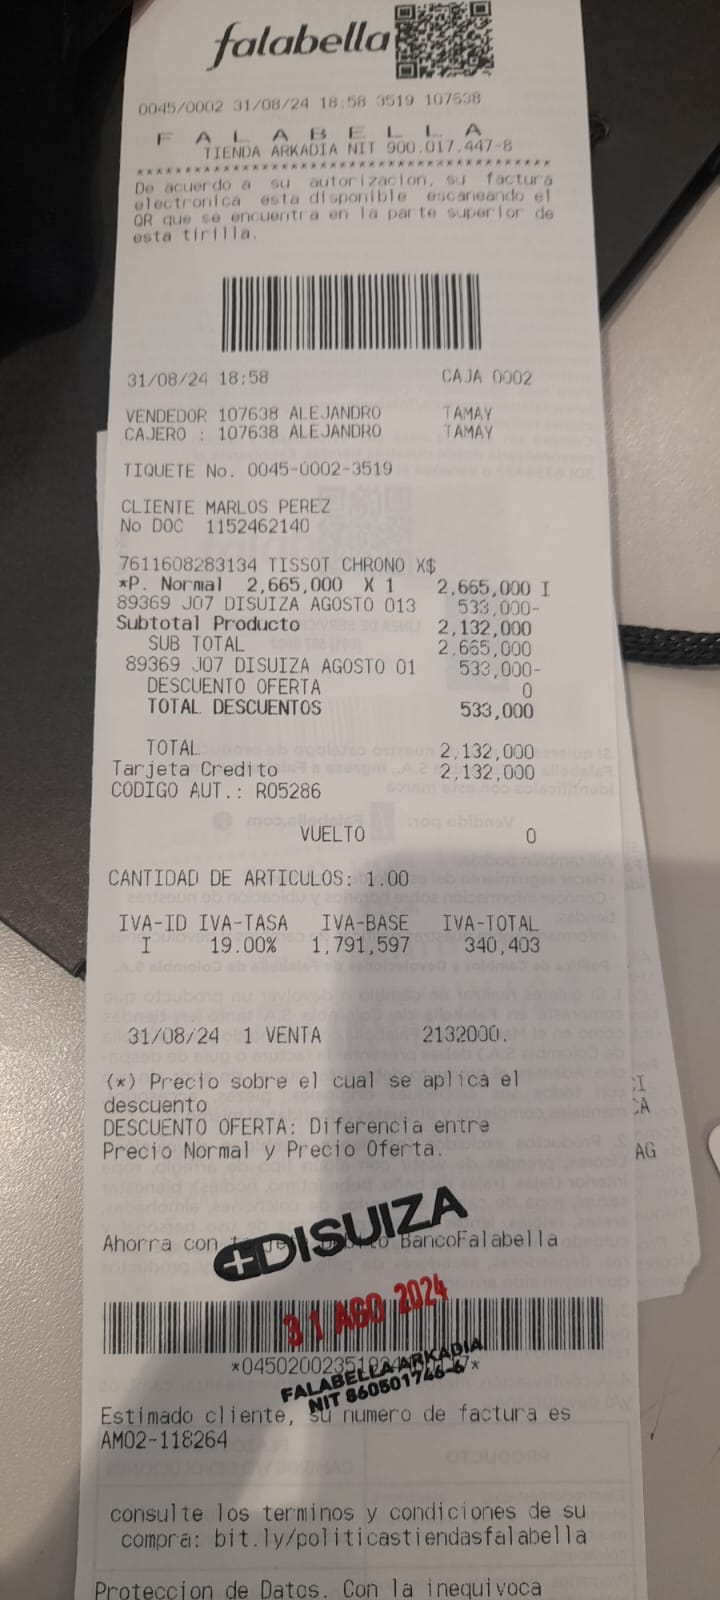 falabella
0045/0002 31/08/24 18:58 3519 107638
F A L A B E L L A
TIENDA ARKADIA NIT 900.017.447-8
De acuerdo a su autorizacion, su factura
electronica esta disponible escaneando el
QR que se encuentra en la parte superior de
esta tirilla.
31/08/24 18:58 CAJA 0002
VENDEDOR 107638 ALEJANDRO TAMAY
CAJERO : 107638 ALEJANDRO TAMAY
TIQUETE No. 0045-0002-3519
CLIENTE MARLOS PEREZ
No DOC 1152462140
7611608283134 TISSOT CHRONO X$
*P. Normal 2,665,000 X 1 2,665,000 I
89369 J07 DISUIZA AGOSTO 013 533,000-
Subtotal Producto 2,132,000
SUB TOTAL 2,665,000
89369 J07 DISUIZA AGOSTO 01 533,000-
DESCUENTO OFERTA 0
TOTAL DESCUENTOS 533,000
TOTAL 2,132,000
Tarjeta Credito 2,132,000
CODIGO AUT.: R05286
VUELTO 0
CANTIDAD DE ARTICULOS: 1.00
IVA-ID IVA-TASA IVA-BASE IVA-TOTAL
I 19.00% 1,791,597 340,403
31/08/24 1 VENTA 2132000.
(*) Precio sobre el cual se aplica el
descuento
DESCUENTO OFERTA: Diferencia entre
Precio Normal y Precio Oferta.
DISUIZA
Ahorra con BancoFalabella
31 AGO 2024
FALABELLA ARKADIA
NIT 860501746-6
Estimado cliente, su numero de factura es
AM02-118264
consulte los terminos y condiciones de su
compra: bit.ly/politicastiendasfalabella
Proteccion de Datos. Con la inequivoca